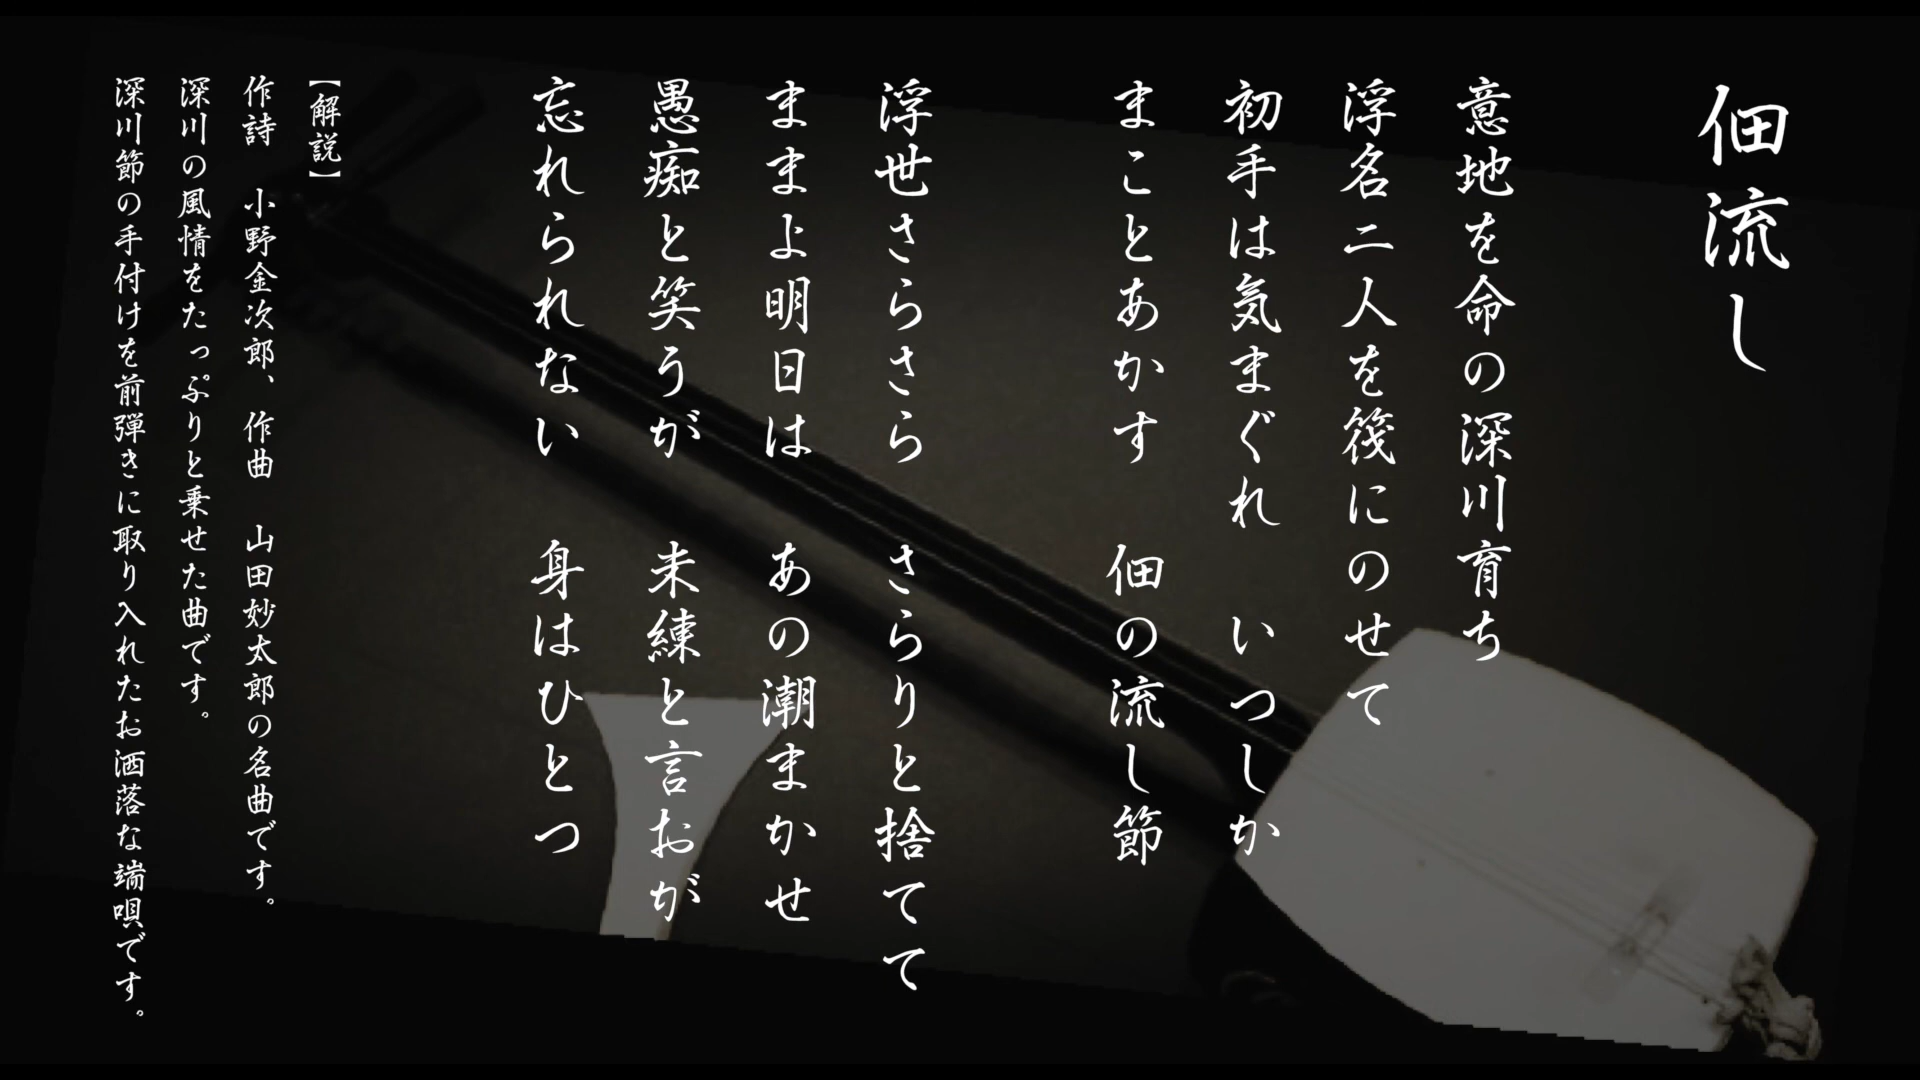 佃流し
意地を命の深川育ち
浮名二人を筏にのせて
初手は気まぐれ　いつしか
まことあかす　佃の流し節
浮世さらさら　さらりと捨てて
ままよ明日は　あの潮まかせ
愚痴と笑うが　未練と言おが
忘れられない　身はひとつ
【解説】
作詩　小野金次郎、作曲　山田妙太郎の名曲です。
深川の風情をたっぷりと乗せた曲です。
深川節の手付けを前弾きに取り入れたお洒落な端唄です。